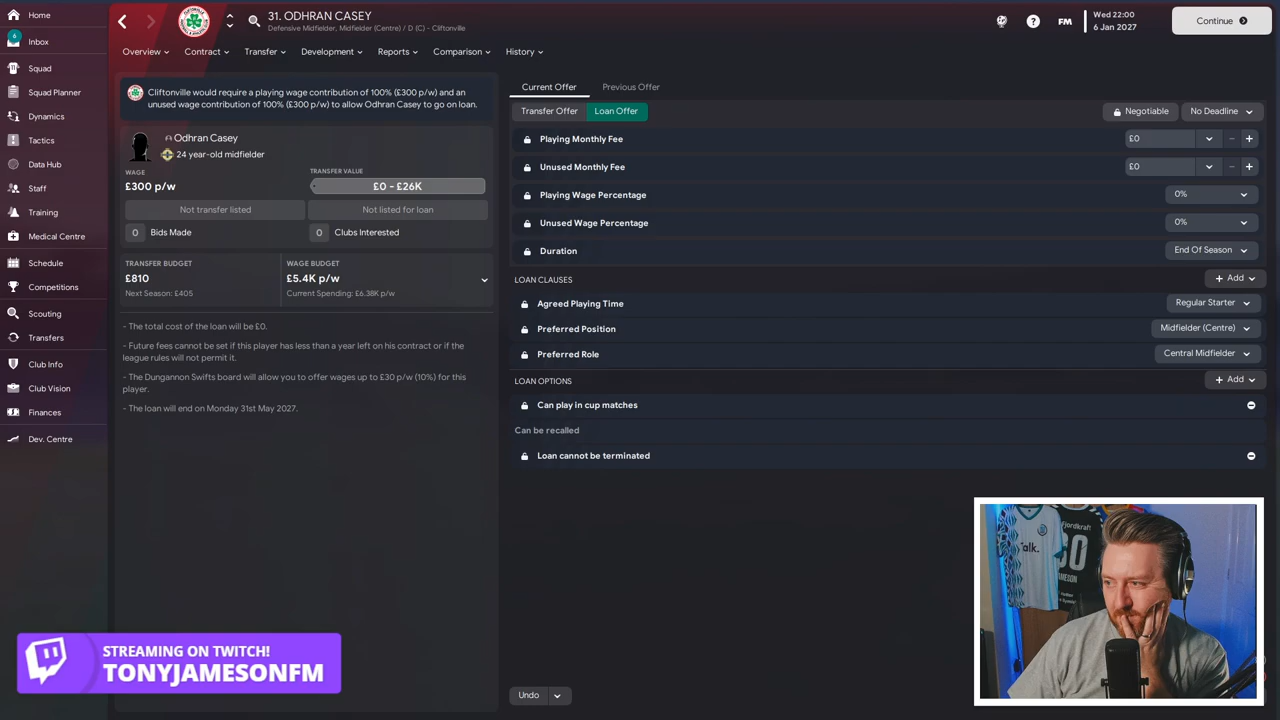 Home
6
Inbox
Squad
Squad Planner
Dynamics
Tactics
Data Hub
Staff
Training
Medical Centre
Schedule
Competitions
Scouting
Transfers
Club Info
Club Vision
Finances
Dev. Centre
31. ODHRAN CASEY
Defensive Midfielder, Midfielder (Centre) / D (C) - Cliftonville
FM
Wed 22:00
6 Jan 2027
Continue
Overview
Contract
Transfer
Development
Reports
Comparison
History
Cliftonville would require a playing wage contribution of 100% (£300 p/w) and an
unused wage contribution of 100% (£300 p/w) to allow Odhran Casey to go on loan.
Odhran Casey
24 year-old midfielder
WAGE
£300 p/w
TRANSFER VALUE
£0 - £26K
Not transfer listed
Not listed for loan
0 Bids Made
0 Clubs Interested
TRANSFER BUDGET
£810
Next Season: £405
WAGE BUDGET
£5.4K p/w
Current Spending: £6.38K p/w
- The total cost of the loan will be £0.
- Future fees cannot be set if this player has less than a year left on his contract or if the
league rules will not permit it.
- The Dungannon Swifts board will allow you to offer wages up to £30 p/w (10%) for this
player.
- The loan will end on Monday 31st May 2027.
Current Offer
Previous Offer
Transfer Offer
Loan Offer
Negotiable
No Deadline
Playing Monthly Fee £0
Unused Monthly Fee £0
Playing Wage Percentage 0%
Unused Wage Percentage 0%
Duration End Of Season
LOAN CLAUSES + Add
Agreed Playing Time Regular Starter
Preferred Position Midfielder (Centre)
Preferred Role Central Midfielder
LOAN OPTIONS + Add
Can play in cup matches
Can be recalled
Loan cannot be terminated
Undo
STREAMING ON TWITCH!
TONYJAMESONFM
Talk.
Fjordkraft
30